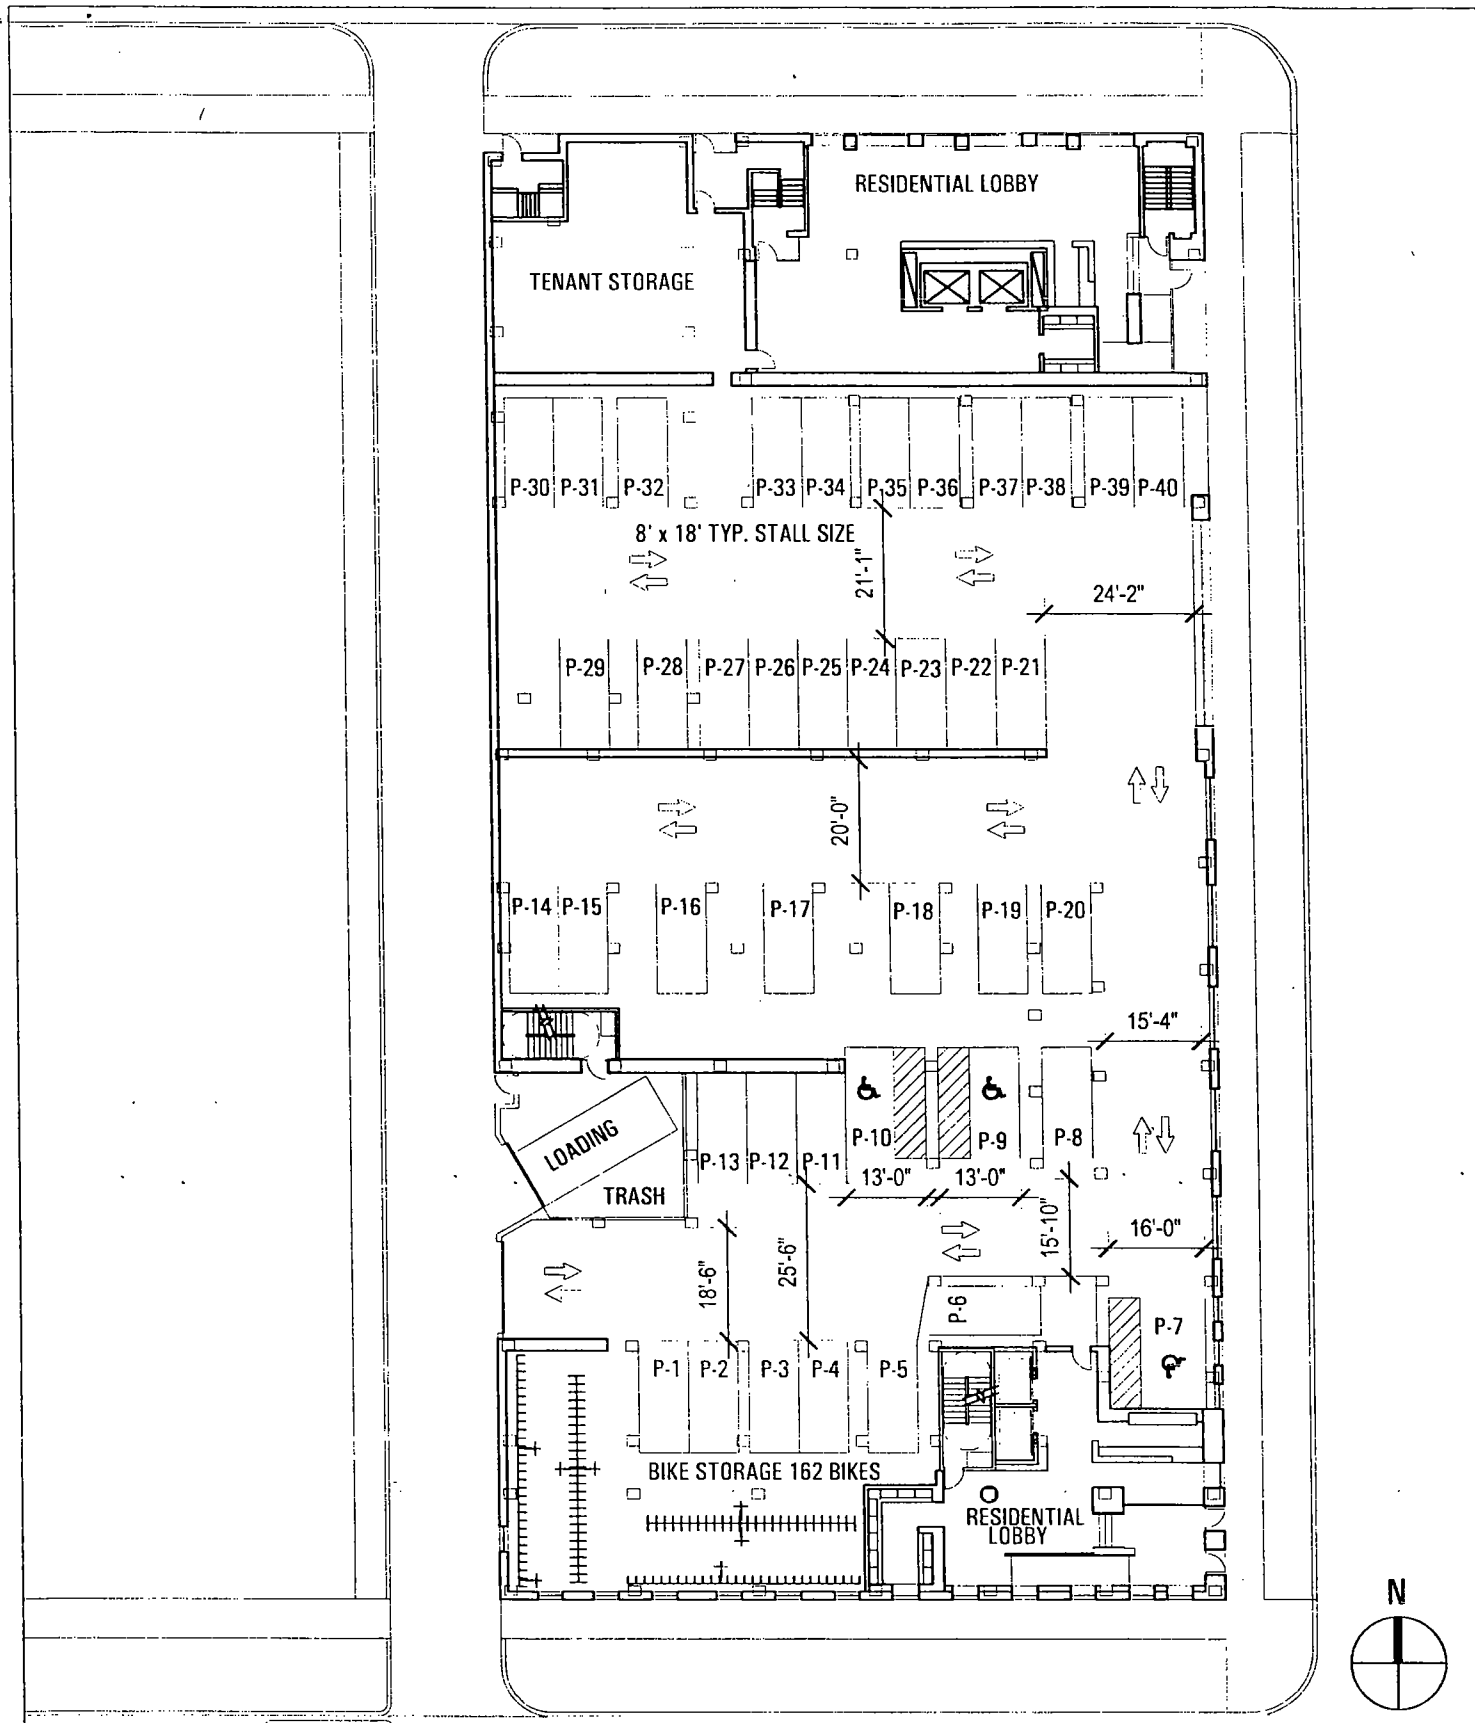 RESIDENTIAL LOBBY
TENANT STORAGE
P-30 P-31 P-32 P-33 P-34 P-35 P-36 P-37 P-38 P-39 P-40
8' x 18' TYP. STALL SIZE
21'-1"
24'-2"
P-29 P-28 P-27 P-26 P-25 P-24 P-23 P-22 P-21
20'-0"
P-14 P-15 P-16 P-17 P-18 P-19 P-20
15'-4"
LOADING
TRASH
P-13 P-12 P-11 P-10 P-9 P-8
13'-0" 13'-0"
15'-10"
16'-0"
18'-6"
25'-6"
P-6
P-7
P-1 P-2 P-3 P-4 P-5
BIKE STORAGE 162 BIKES
RESIDENTIAL
LOBBY
N